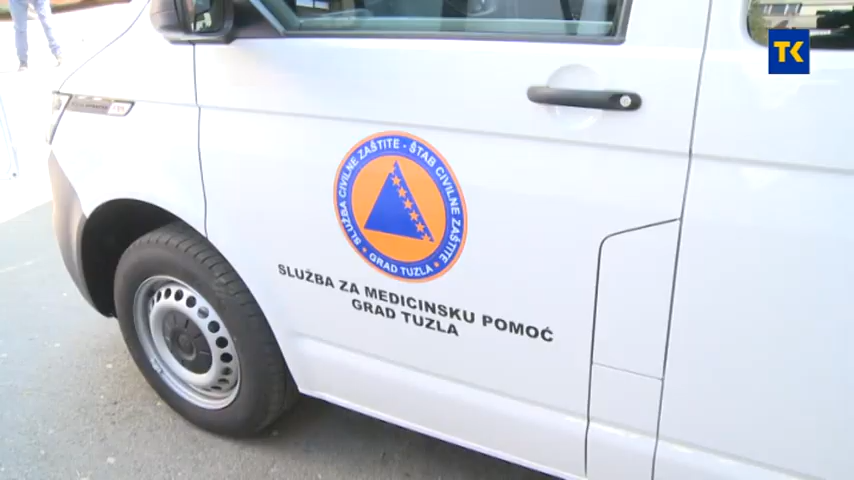 TK
SLUŽBA CIVILNE ZAŠTITE - ŠTAB CIVILNE ZAŠTITE
GRAD TUZLA
SLUŽBA ZA MEDICINSKU POMOĆ
GRAD TUZLA